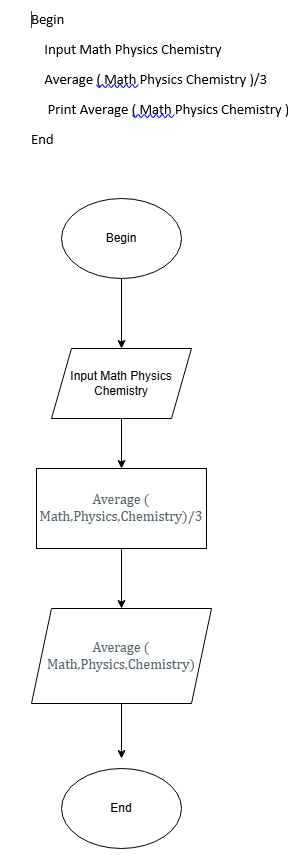 Begin
Input Math Physics Chemistry
Average ( Math Physics Chemistry )/3
Print Average ( Math Physics Chemistry )
End
Begin
Input Math Physics
Chemistry
Average (
Math,Physics,Chemistry)/3
Average (
Math,Physics,Chemistry)
End